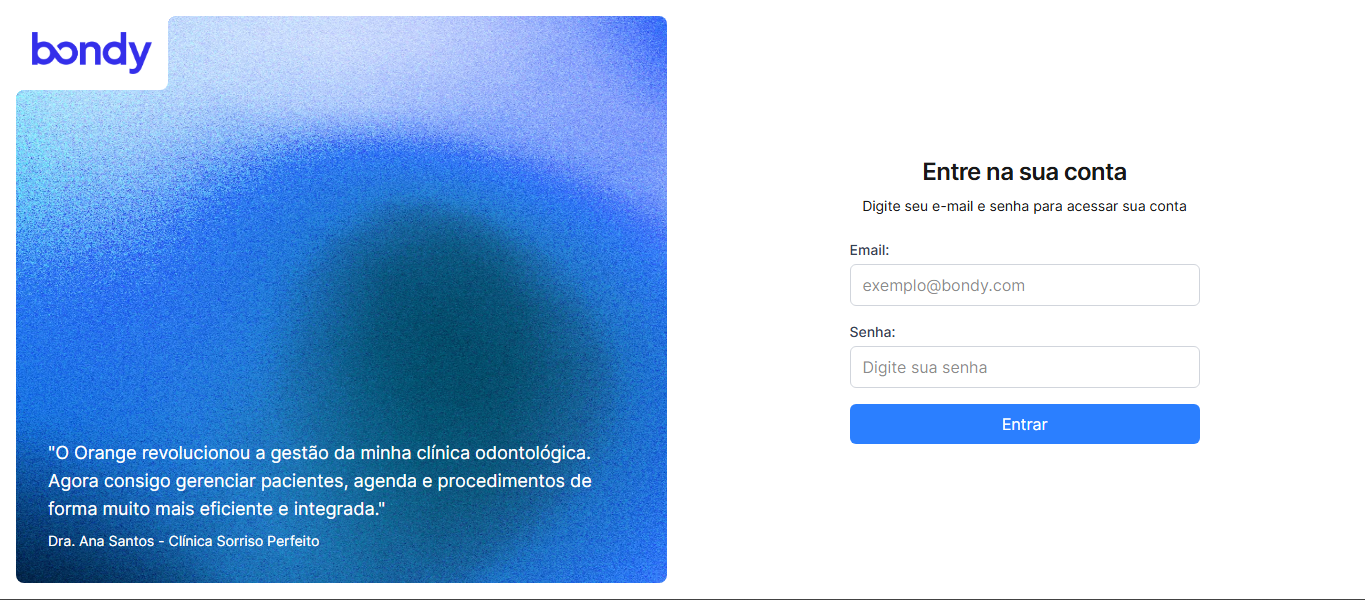 bondy
"O Orange revolucionou a gestão da minha clínica odontológica.
Agora consigo gerenciar pacientes, agenda e procedimentos de
forma muito mais eficiente e integrada."
Dra. Ana Santos - Clínica Sorriso Perfeito
Entre na sua conta
Digite seu e-mail e senha para acessar sua conta
Email:
exemplo@bondy.com
Senha:
Digite sua senha
Entrar